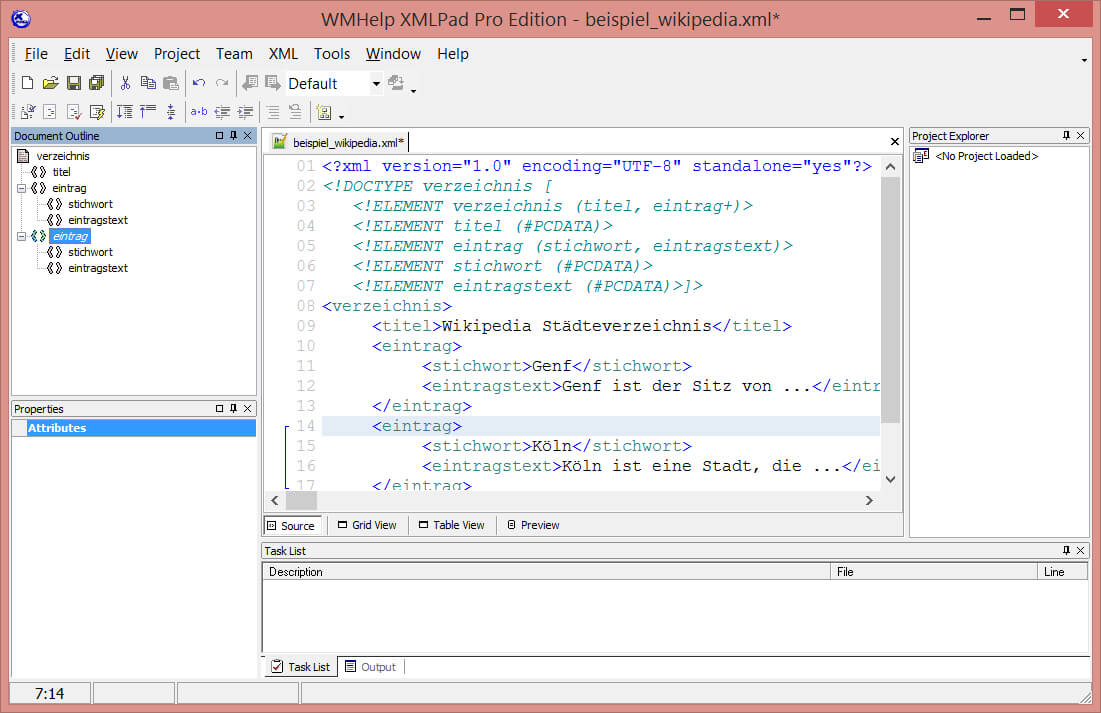 WMHelp XMLPad Pro Edition - beispiel_wikipedia.xml*
File Edit View Project Team XML Tools Window Help
Default
a·b
Document Outline
verzeichnis
titel
eintrag
stichwort
eintragstext
eintrag
stichwort
eintragstext
Properties
Attributes
beispiel_wikipedia.xml*
01 <?xml version="1.0" encoding="UTF-8" standalone="yes"?>
02 <!DOCTYPE verzeichnis [
03 <!ELEMENT verzeichnis (titel, eintrag+)>
04 <!ELEMENT titel (#PCDATA)>
05 <!ELEMENT eintrag (stichwort, eintragstext)>
06 <!ELEMENT stichwort (#PCDATA)>
07 <!ELEMENT eintragstext (#PCDATA)>]>
08 <verzeichnis>
09 <titel>Wikipedia Städteverzeichnis</titel>
10 <eintrag>
11 <stichwort>Genf</stichwort>
12 <eintragstext>Genf ist der Sitz von ...</eintr
13 </eintrag>
14 <eintrag>
15 <stichwort>Köln</stichwort>
16 <eintragstext>Köln ist eine Stadt, die ...</ei
17 </eintrag>
Source Grid View Table View Preview
Project Explorer
<No Project Loaded>
Task List
Description File Line
Task List Output
7:14